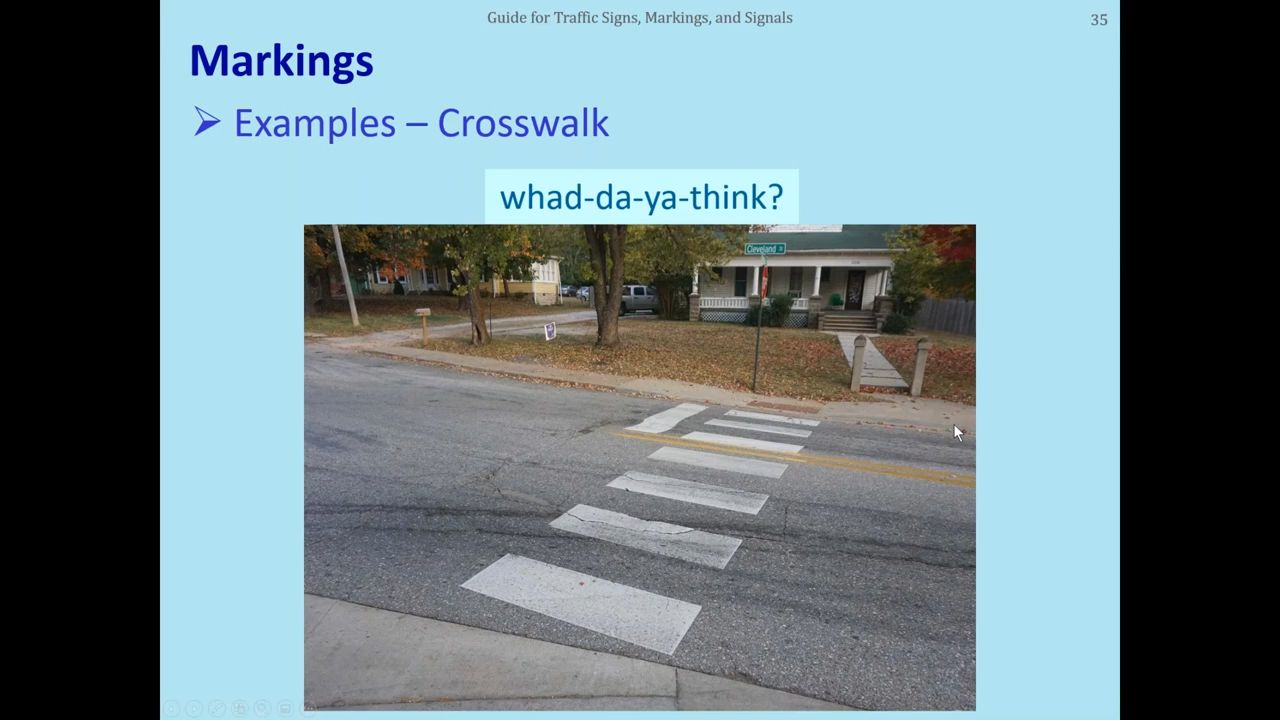 Guide for Traffic Signs, Markings, and Signals
35
Markings
➢ Examples – Crosswalk
whad-da-ya-think?
Cleveland